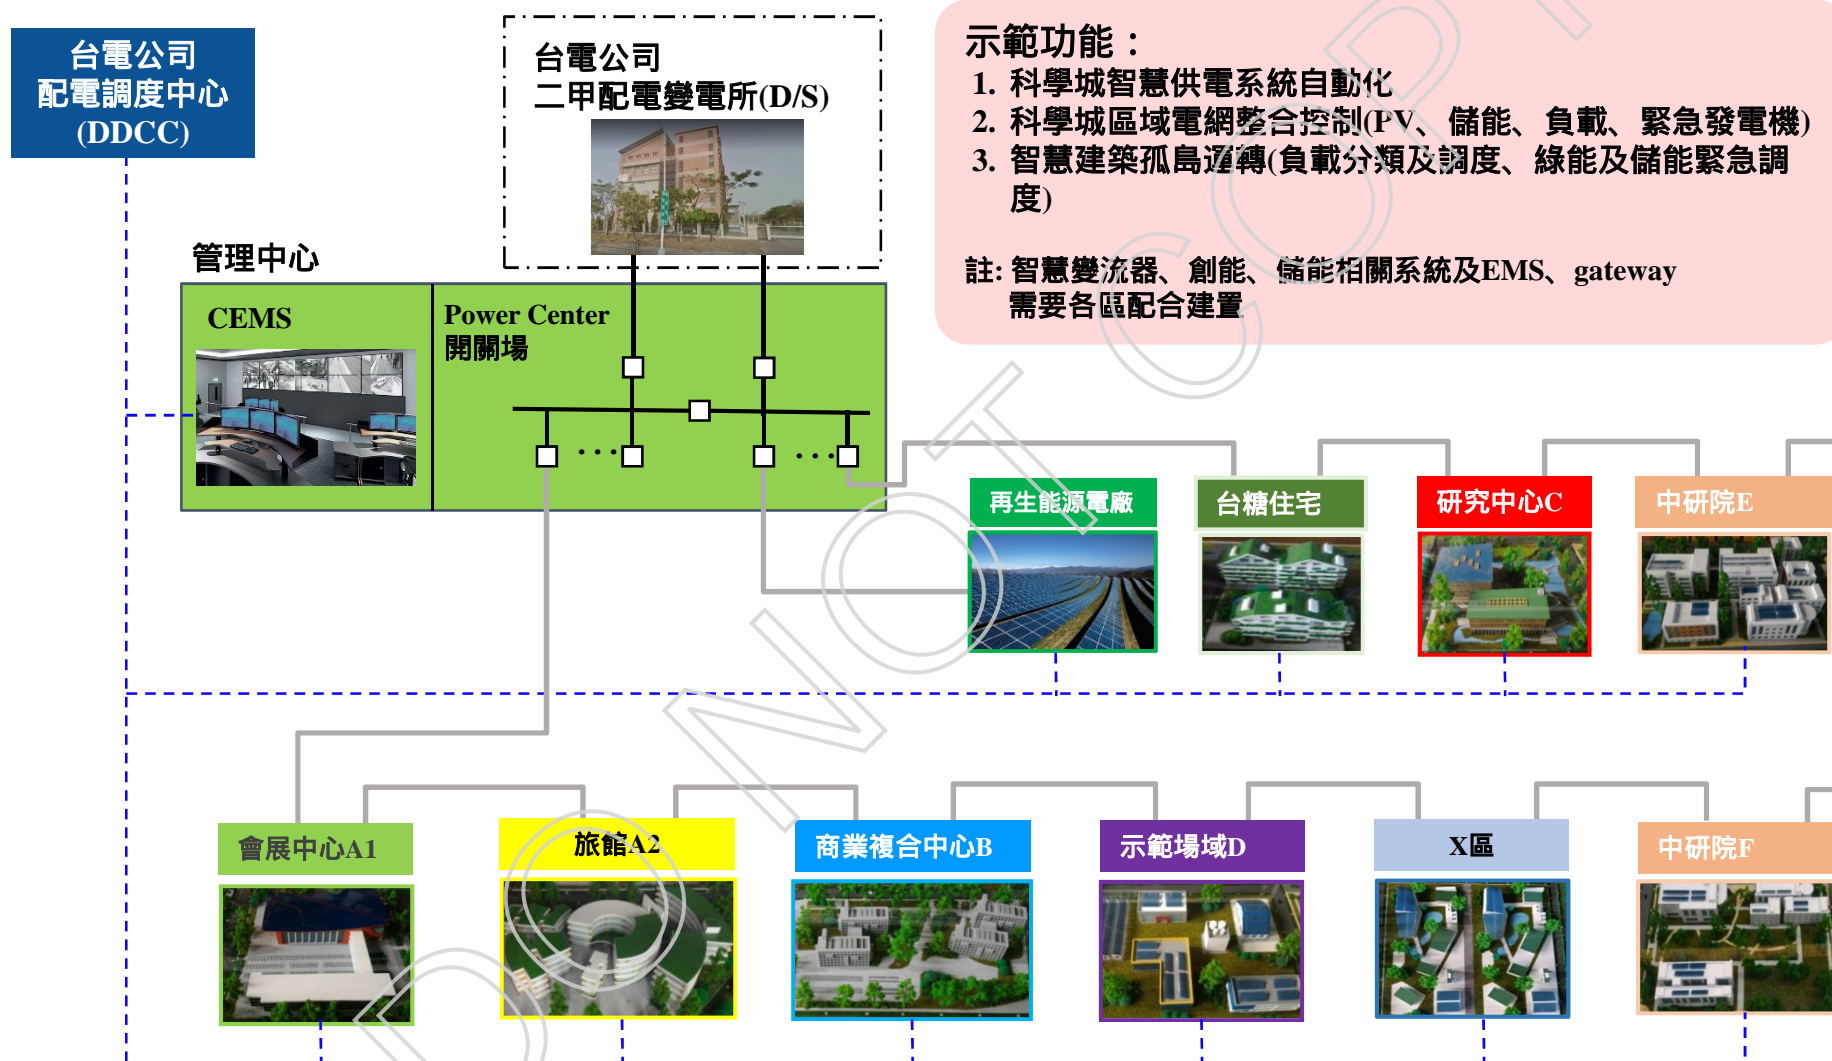 台電公司
配電調度中心
(DDCC)
台電公司
二甲配電變電所(D/S)
示範功能：
1. 科學城智慧供電系統自動化
2. 科學城區域電網整合控制(PV、儲能、負載、緊急發電機)
3. 智慧建築孤島運轉(負載分類及調度、綠能及儲能緊急調
度)
註: 智慧變流器、創能、儲能相關系統及EMS、gateway
需要各區配合建置
管理中心
CEMS
Power Center
開關場
...
...
再生能源電廠
台糖住宅
研究中心C
中研院E
會展中心A1
旅館A2
商業複合中心B
示範場域D
X區
中研院F
DO NOT COPY